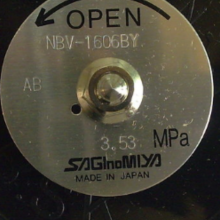 OPEN
NBV-1606BY
AB
3.53 MPa
SAGInoMIYA
MADE IN JAPAN